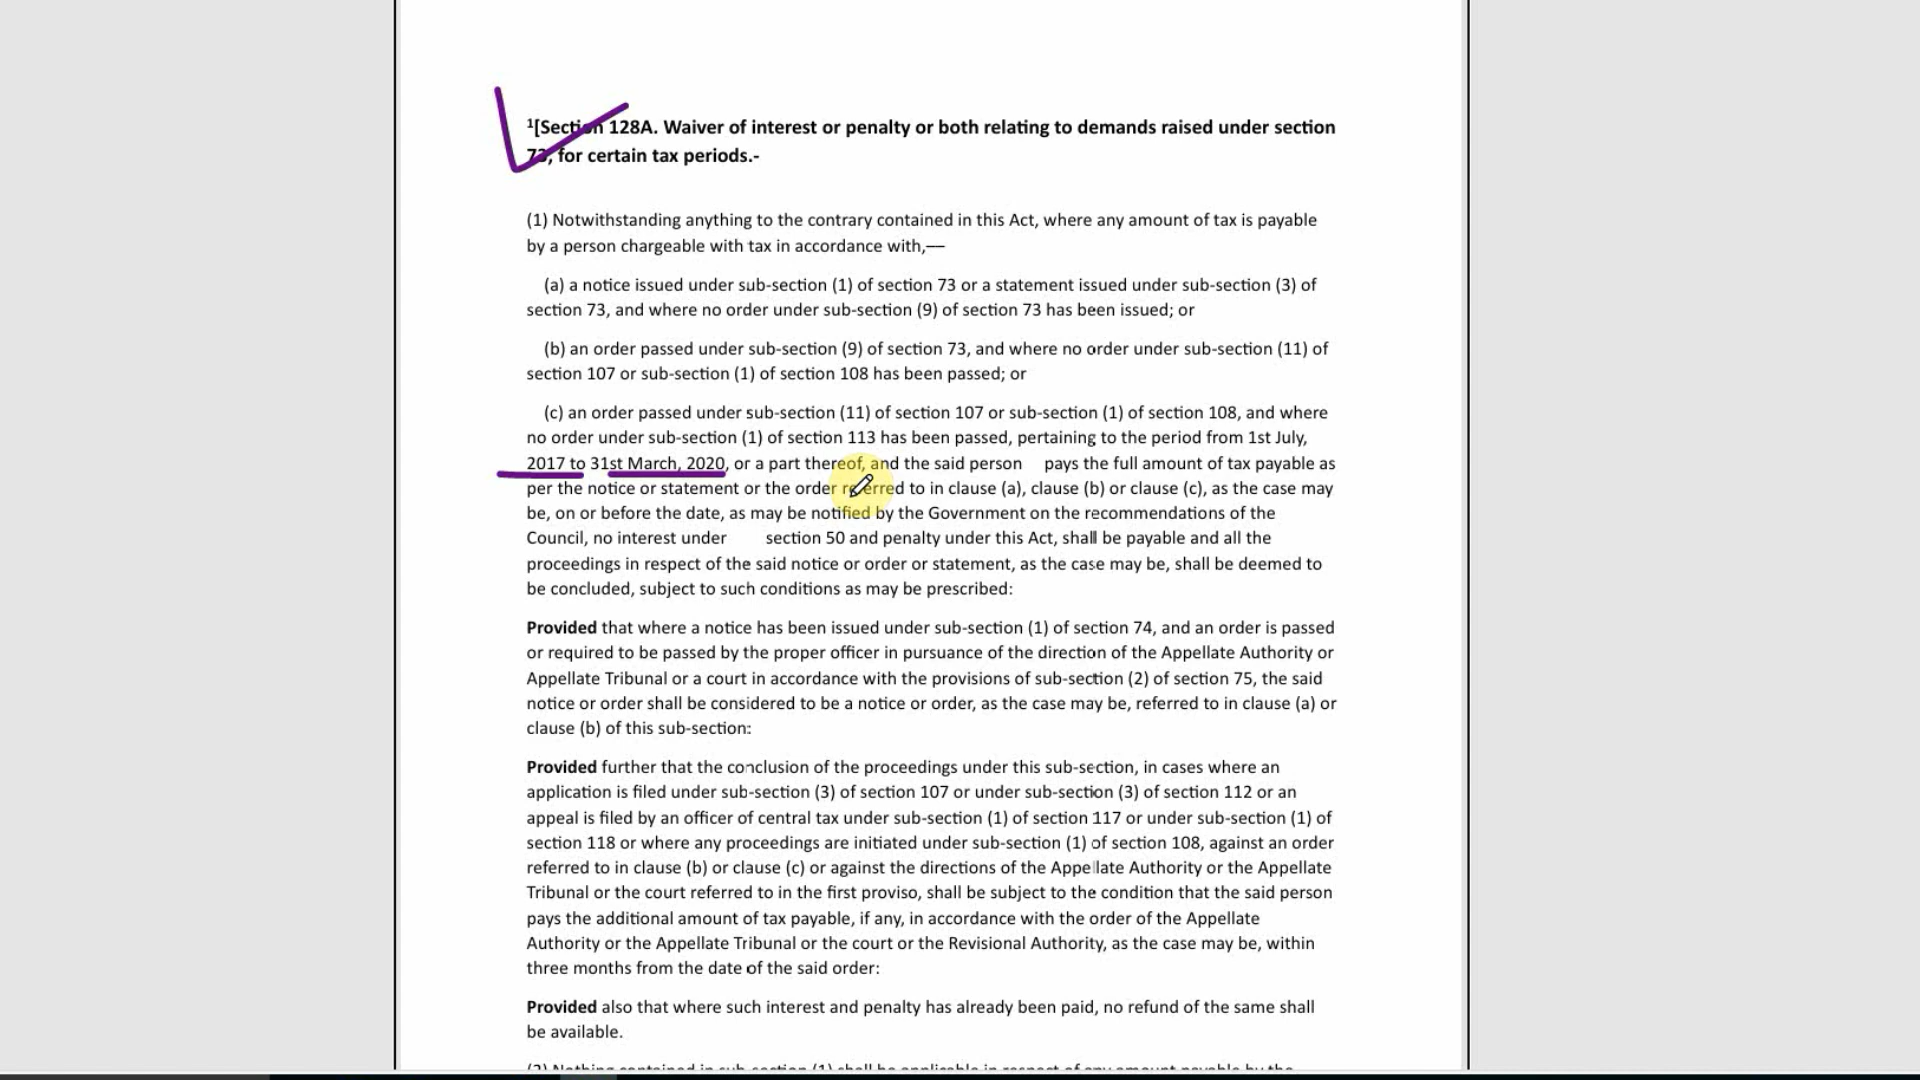 ¹[Section 128A. Waiver of interest or penalty or both relating to demands raised under section
73, for certain tax periods.-
(1) Notwithstanding anything to the contrary contained in this Act, where any amount of tax is payable
by a person chargeable with tax in accordance with,––
(a) a notice issued under sub-section (1) of section 73 or a statement issued under sub-section (3) of
section 73, and where no order under sub-section (9) of section 73 has been issued; or
(b) an order passed under sub-section (9) of section 73, and where no order under sub-section (11) of
section 107 or sub-section (1) of section 108 has been passed; or
(c) an order passed under sub-section (11) of section 107 or sub-section (1) of section 108, and where
no order under sub-section (1) of section 113 has been passed, pertaining to the period from 1st July,
2017 to 31st March, 2020, or a part thereof, and the said person pays the full amount of tax payable as
per the notice or statement or the order referred to in clause (a), clause (b) or clause (c), as the case may
be, on or before the date, as may be notified by the Government on the recommendations of the
Council, no interest under section 50 and penalty under this Act, shall be payable and all the
proceedings in respect of the said notice or order or statement, as the case may be, shall be deemed to
be concluded, subject to such conditions as may be prescribed:
Provided that where a notice has been issued under sub-section (1) of section 74, and an order is passed
or required to be passed by the proper officer in pursuance of the direction of the Appellate Authority or
Appellate Tribunal or a court in accordance with the provisions of sub-section (2) of section 75, the said
notice or order shall be considered to be a notice or order, as the case may be, referred to in clause (a) or
clause (b) of this sub-section:
Provided further that the conclusion of the proceedings under this sub-section, in cases where an
application is filed under sub-section (3) of section 107 or under sub-section (3) of section 112 or an
appeal is filed by an officer of central tax under sub-section (1) of section 117 or under sub-section (1) of
section 118 or where any proceedings are initiated under sub-section (1) of section 108, against an order
referred to in clause (b) or clause (c) or against the directions of the Appellate Authority or the Appellate
Tribunal or the court referred to in the first proviso, shall be subject to the condition that the said person
pays the additional amount of tax payable, if any, in accordance with the order of the Appellate
Authority or the Appellate Tribunal or the court or the Revisional Authority, as the case may be, within
three months from the date of the said order:
Provided also that where such interest and penalty has already been paid, no refund of the same shall
be available.
(2) Nothing contained in sub-section (1) shall be applicable in respect of any amount payable by the